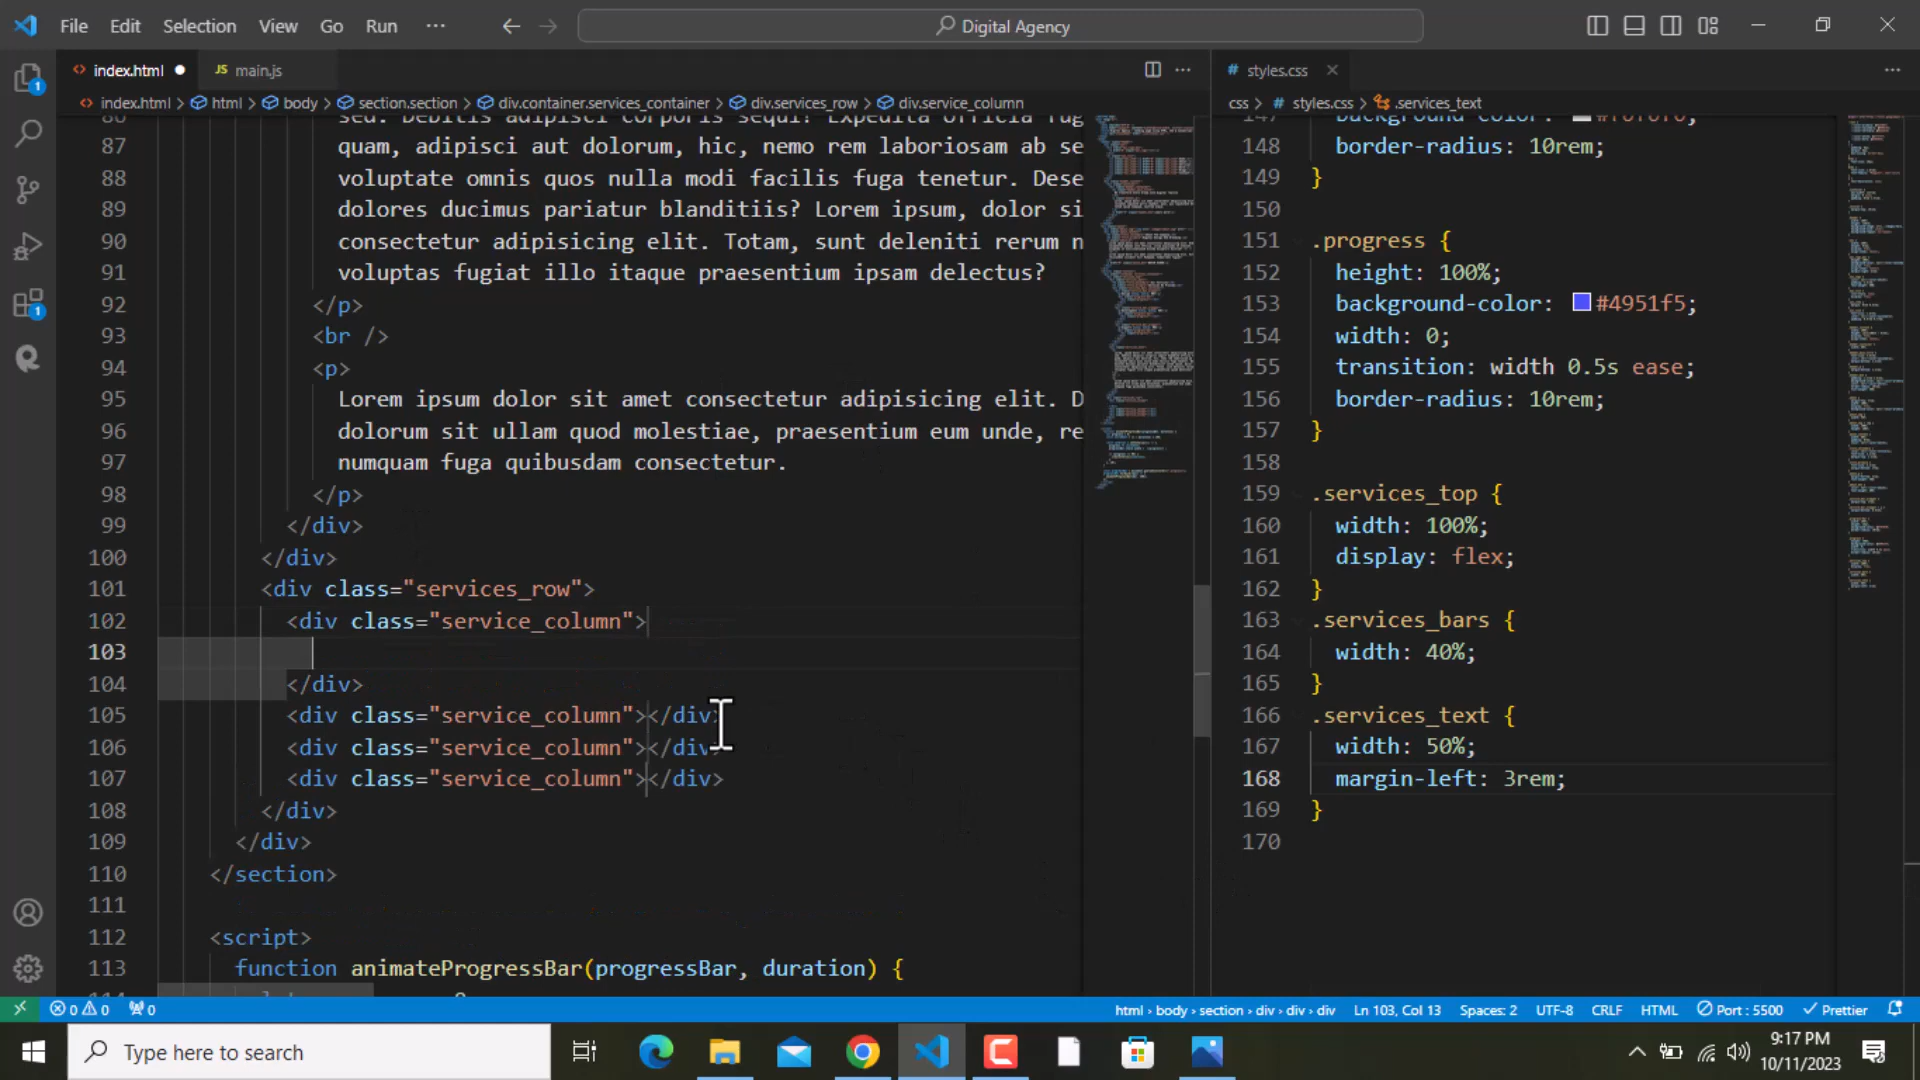 File Edit Selection View Go Run ··· Digital Agency
index.html main.js styles.css
index.html > html > body > section.section > div.container.services_container > div.services_row > div.service_column
css > # styles.css > .services_text
87 quam, adipisci aut dolorum, hic, nemo rem laboriosam ab se
88 voluptate omnis quos nulla modi facilis fuga tenetur. Dese
89 dolores ducimus pariatur blanditiis? Lorem ipsum, dolor si
90 consectetur adipisicing elit. Totam, sunt deleniti rerum n
91 voluptas fugiat illo itaque praesentium ipsam delectus?
92 </p>
93 <br />
94 <p>
95 Lorem ipsum dolor sit amet consectetur adipisicing elit. D
96 dolorum sit ullam quod molestiae, praesentium eum unde, re
97 numquam fuga quibusdam consectetur.
98 </p>
99 </div>
100 </div>
101 <div class="services_row">
102 <div class="service_column">
103
104 </div>
105 <div class="service_column"></div>
106 <div class="service_column"></div>
107 <div class="service_column"></div>
108 </div>
109 </div>
110 </section>
111
112 <script>
113 function animateProgressBar(progressBar, duration) {
148 border-radius: 10rem;
149 }
150
151 .progress {
152 height: 100%;
153 background-color: #4951f5;
154 width: 0;
155 transition: width 0.5s ease;
156 border-radius: 10rem;
157 }
158
159 .services_top {
160 width: 100%;
161 display: flex;
162 }
163 .services_bars {
164 width: 40%;
165 }
166 .services_text {
167 width: 50%;
168 margin-left: 3rem;
169 }
170
0 0 0 html > body > section > div > div > div Ln 103, Col 13 Spaces: 2 UTF-8 CRLF HTML Port : 5500 Prettier
Type here to search
9:17 PM
10/11/2023